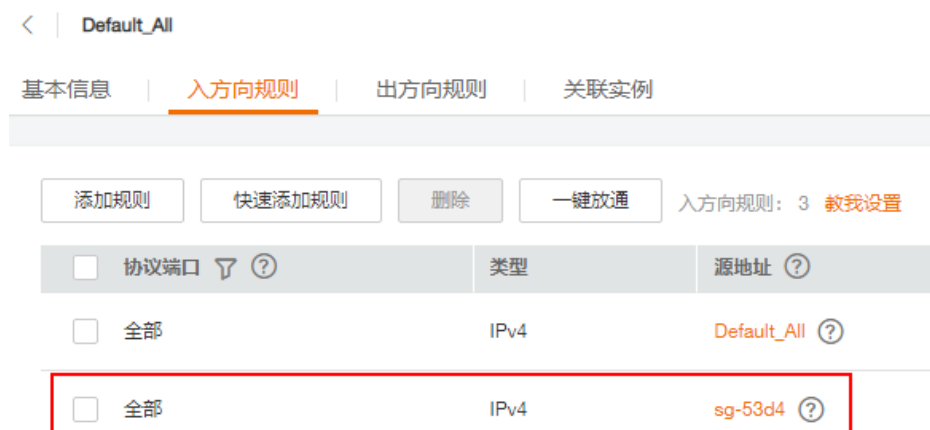 Default_All
基本信息 入方向规则 出方向规则 关联实例
添加规则 快速添加规则 删除 一键放通 入方向规则: 3 教我设置
协议端口 类型 源地址
全部 IPv4 Default_All
全部 IPv4 sg-53d4